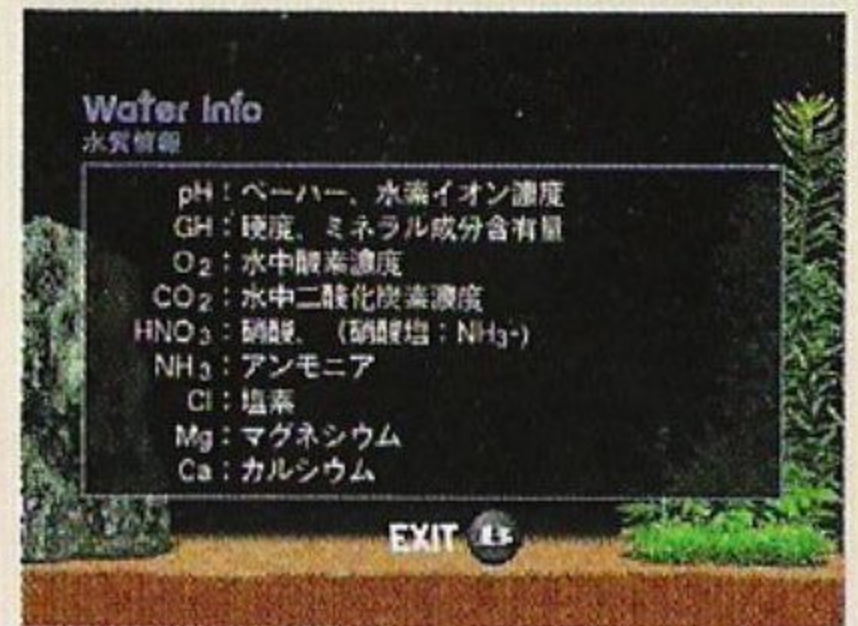 Water Info
水質情報
pH：ペーハー、水素イオン濃度
GH：硬度、ミネラル成分含有量
O₂：水中酸素濃度
CO₂：水中二酸化炭素濃度
HNO₃：硝酸、（硝酸塩：NH₃-）
NH₃：アンモニア
Cl：塩素
Mg：マグネシウム
Ca：カルシウム
EXIT B